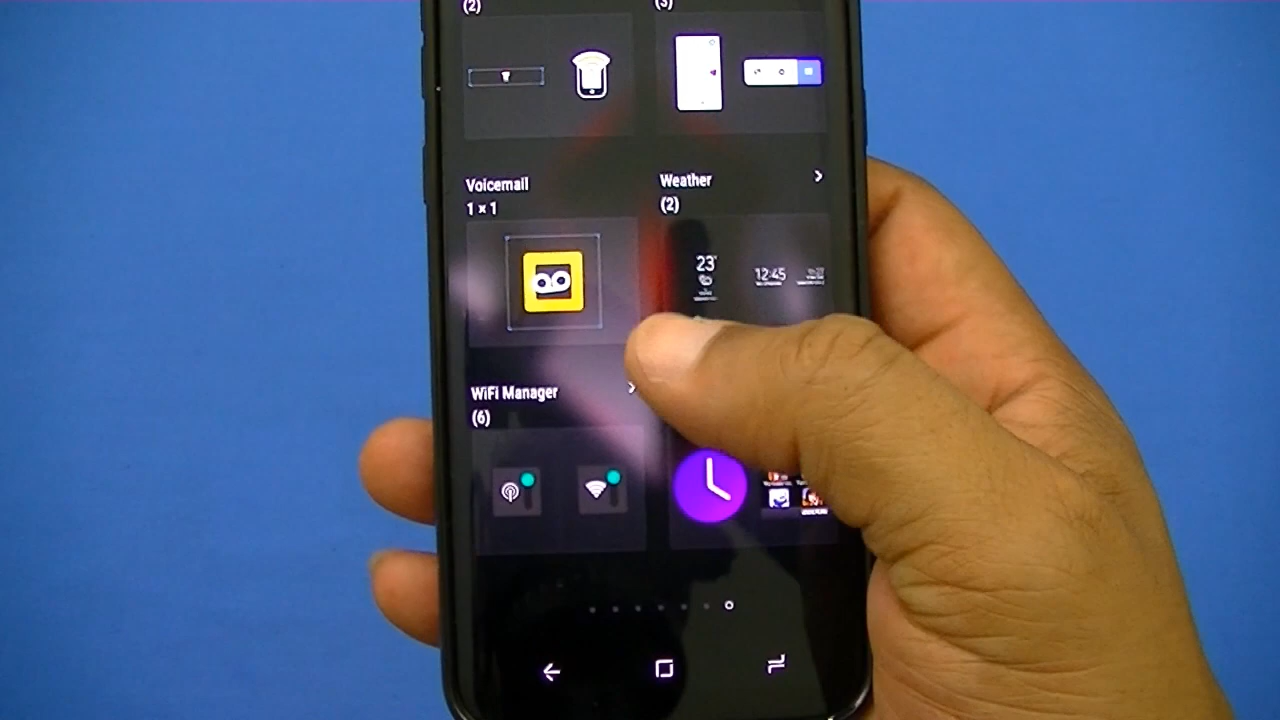 (2)
(3)
Voicemail
1 × 1
Weather
(2)
23°
12:45
WiFi Manager
(6)